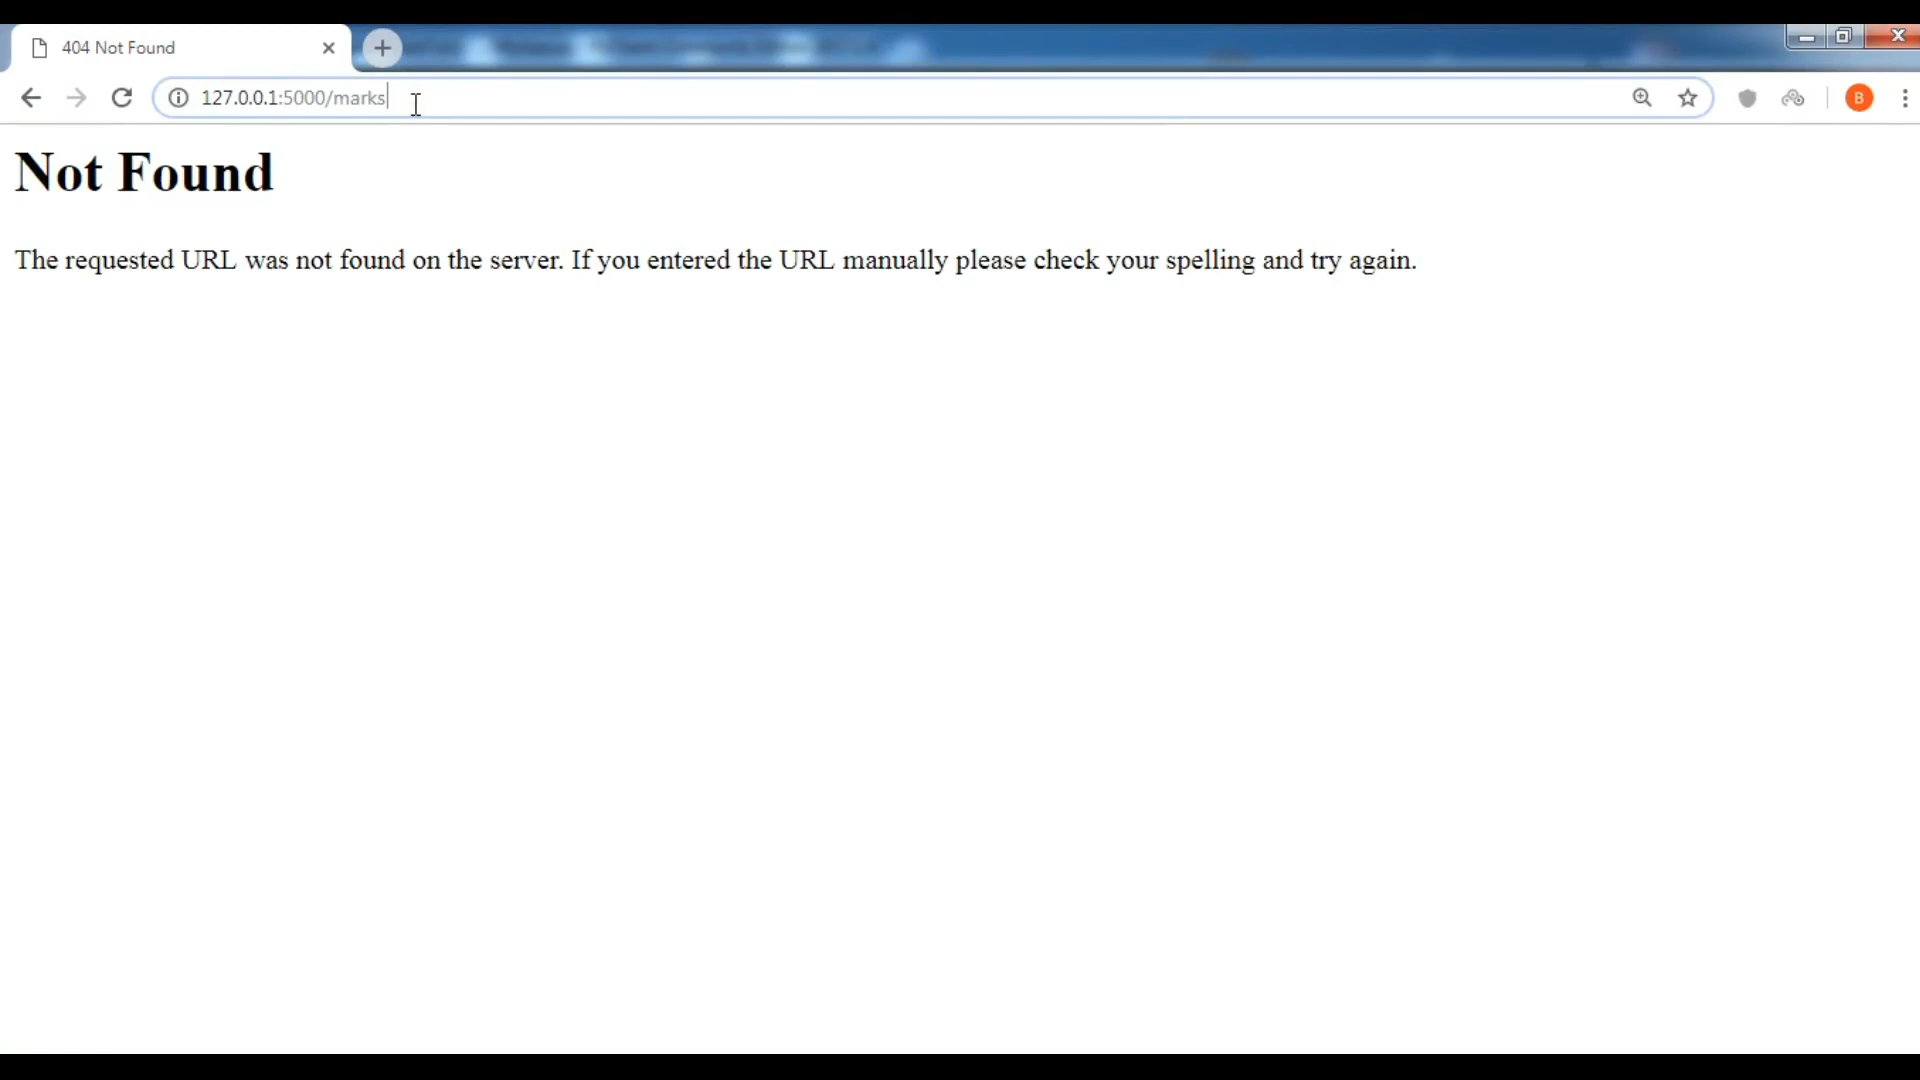 404 Not Found
127.0.0.1:5000/marks
B
Not Found
The requested URL was not found on the server. If you entered the URL manually please check your spelling and try again.